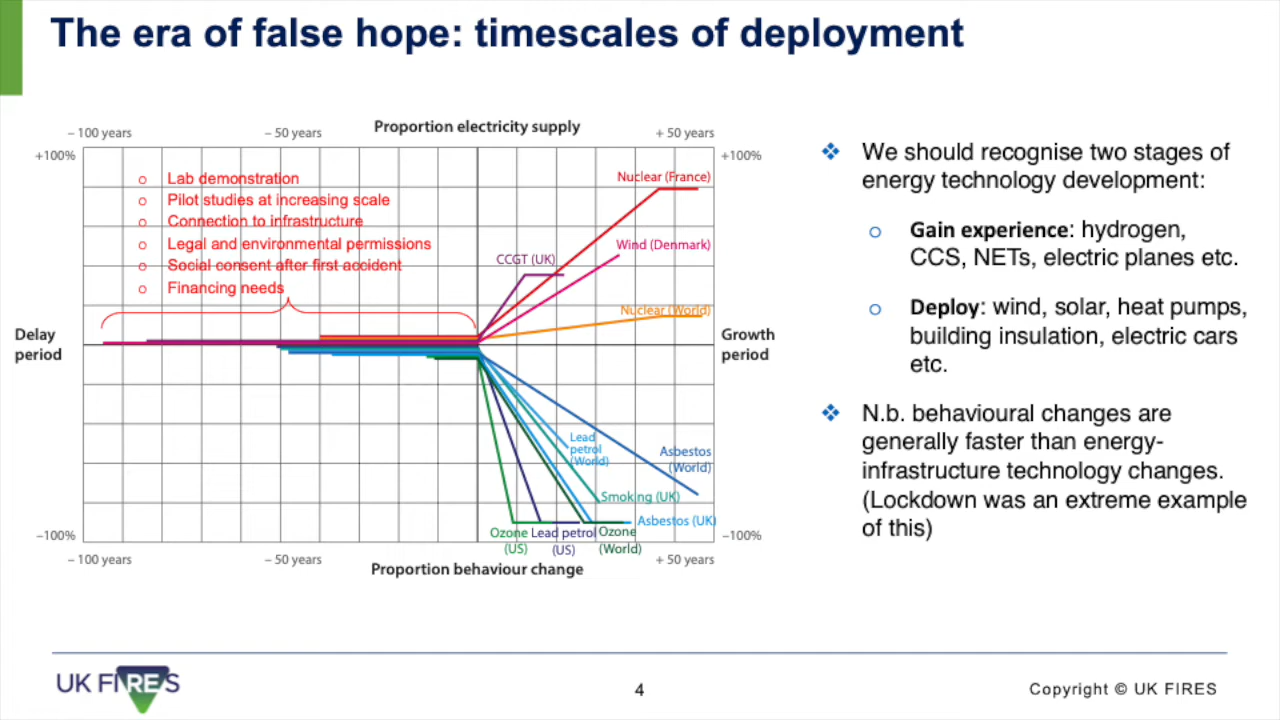 The era of false hope: timescales of deployment
– 100 years
– 50 years
Proportion electricity supply
+ 50 years
+100%
+100%
o Lab demonstration
o Pilot studies at increasing scale
o Connection to infrastructure
o Legal and environmental permissions
o Social consent after first accident
o Financing needs
Nuclear (France)
Wind (Denmark)
CCGT (UK)
Nuclear (World)
Delay
period
Growth
period
Lead
petrol
(World)
Asbestos
(World)
Smoking (UK)
Asbestos (UK)
Ozone
(US)
Lead petrol
(US)
Ozone
(World)
–100%
–100%
– 100 years
– 50 years
Proportion behaviour change
+ 50 years
❖ We should recognise two stages of
energy technology development:
o Gain experience: hydrogen,
CCS, NETs, electric planes etc.
o Deploy: wind, solar, heat pumps,
building insulation, electric cars
etc.
❖ N.b. behavioural changes are
generally faster than energy-
infrastructure technology changes.
(Lockdown was an extreme example
of this)
UK FIRES
4
Copyright © UK FIRES